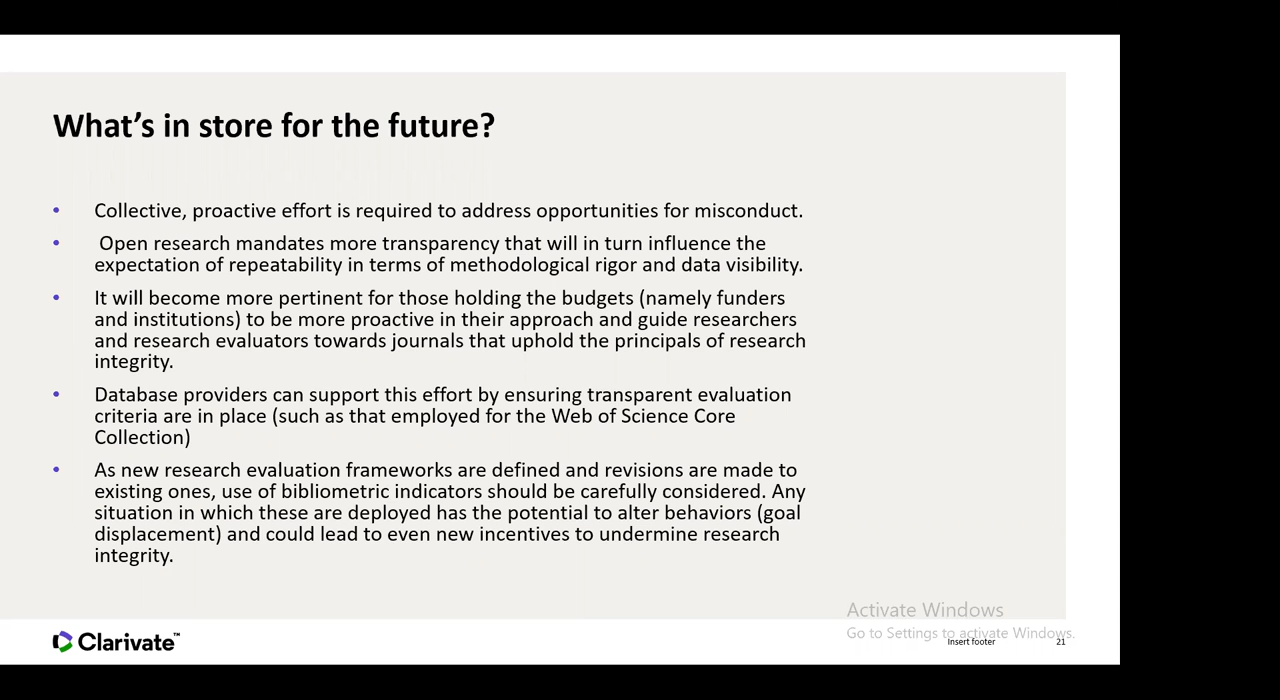 What’s in store for the future?
• Collective, proactive effort is required to address opportunities for misconduct.
• Open research mandates more transparency that will in turn influence the
expectation of repeatability in terms of methodological rigor and data visibility.
• It will become more pertinent for those holding the budgets (namely funders
and institutions) to be more proactive in their approach and guide researchers
and research evaluators towards journals that uphold the principals of research
integrity.
• Database providers can support this effort by ensuring transparent evaluation
criteria are in place (such as that employed for the Web of Science Core
Collection)
• As new research evaluation frameworks are defined and revisions are made to
existing ones, use of bibliometric indicators should be carefully considered. Any
situation in which these are deployed has the potential to alter behaviors (goal
displacement) and could lead to even new incentives to undermine research
integrity.
Activate Windows
Go to Settings to activate Windows.
Clarivate™
Insert footer
21